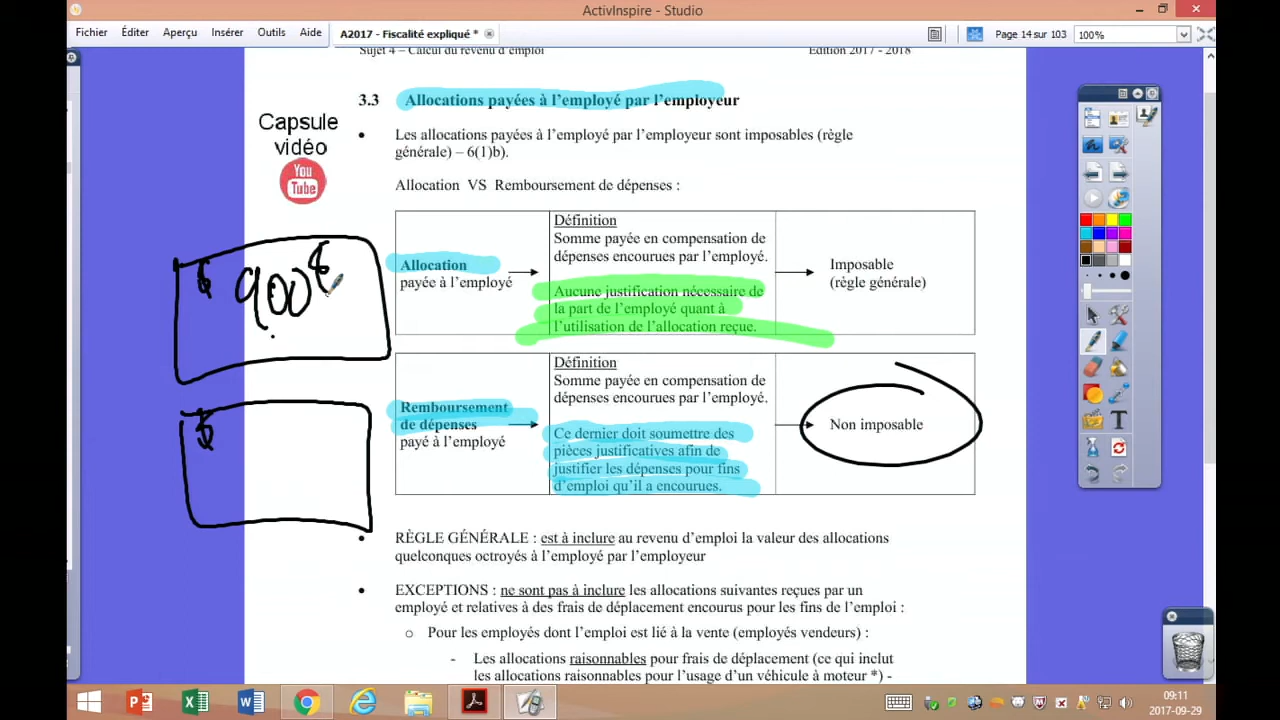 ActivInspire - Studio
Fichier Éditer Aperçu Insérer Outils Aide A2017 - Fiscalité expliqué * Page 14 sur 103 100%
Sujet 4 – Calcul du revenu d'emploi Édition 2017 - 2018
3.3 Allocations payées à l'employé par l'employeur
Capsule
vidéo
You
Tube
• Les allocations payées à l'employé par l'employeur sont imposables (règle
générale) – 6(1)b).
Allocation VS Remboursement de dépenses :
Allocation
payée à l'employé
Définition
Somme payée en compensation de
dépenses encourues par l'employé.
Aucune justification nécessaire de
la part de l'employé quant à
l'utilisation de l'allocation reçue.
Imposable
(règle générale)
$ 900$
Remboursement
de dépenses
payé à l'employé
Définition
Somme payée en compensation de
dépenses encourues par l'employé.
Ce dernier doit soumettre des
pièces justificatives afin de
justifier les dépenses pour fins
d'emploi qu'il a encourues.
Non imposable
$
• RÈGLE GÉNÉRALE : est à inclure au revenu d'emploi la valeur des allocations
quelconques octroyés à l'employé par l'employeur
• EXCEPTIONS : ne sont pas à inclure les allocations suivantes reçues par un
employé et relatives à des frais de déplacement encourus pour les fins de l'emploi :
o Pour les employés dont l'emploi est lié à la vente (employés vendeurs) :
- Les allocations raisonnables pour frais de déplacement (ce qui inclut
les allocations raisonnables pour l'usage d'un véhicule à moteur *) -
09:11
2017-09-29